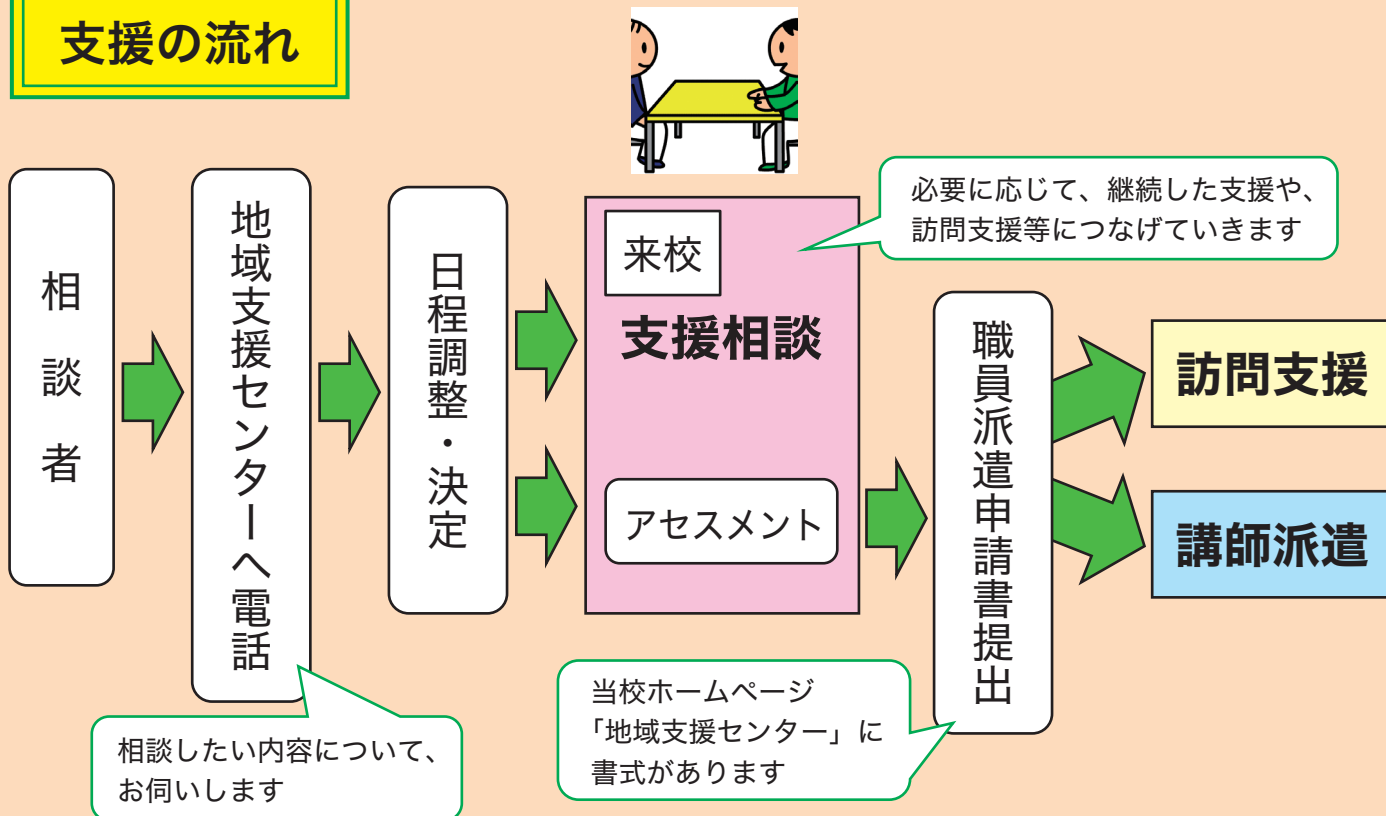 支援の流れ
相談者
地域支援センターへ電話
相談したい内容について、
お伺いします
日程調整・決定
来校
支援相談
アセスメント
必要に応じて、継続した支援や、
訪問支援等につなげていきます
職員派遣申請書提出
当校ホームページ
「地域支援センター」に
書式があります
訪問支援
講師派遣